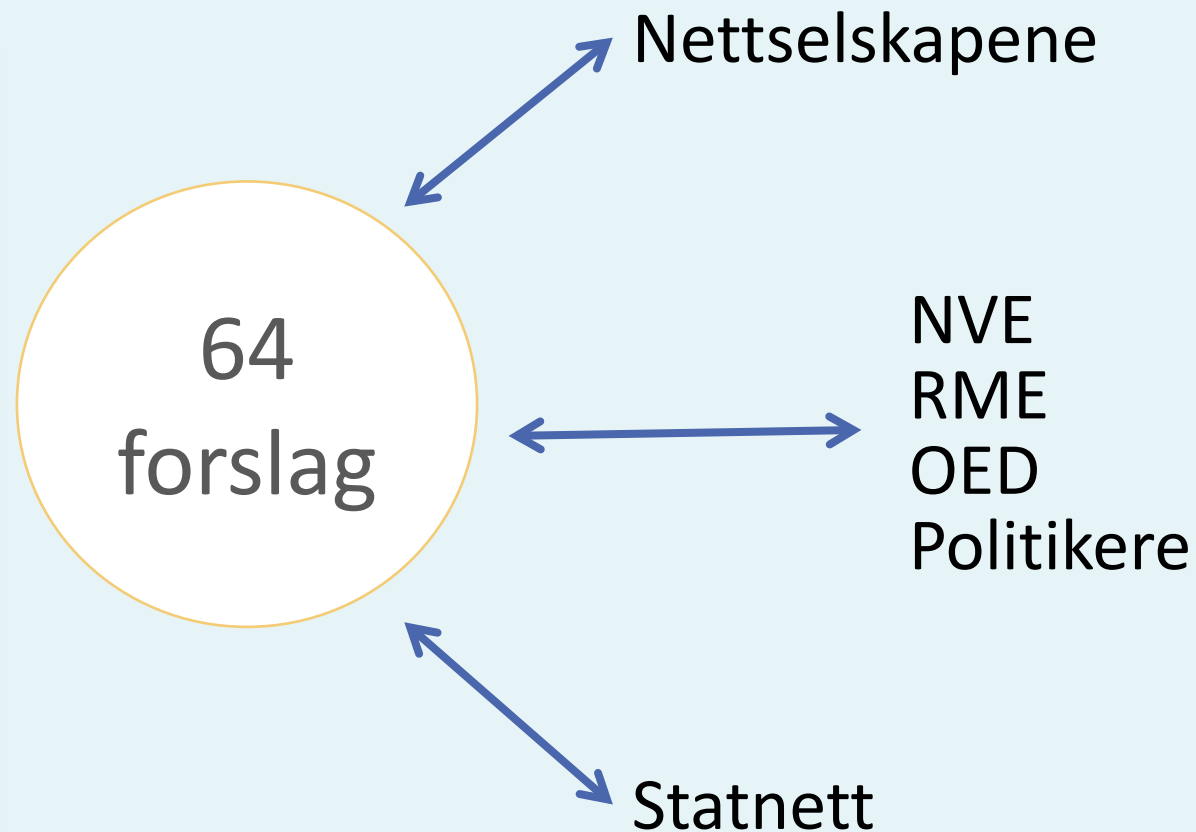 Nettselskapene
64
forslag
NVE
RME
OED
Politikere
Statnett